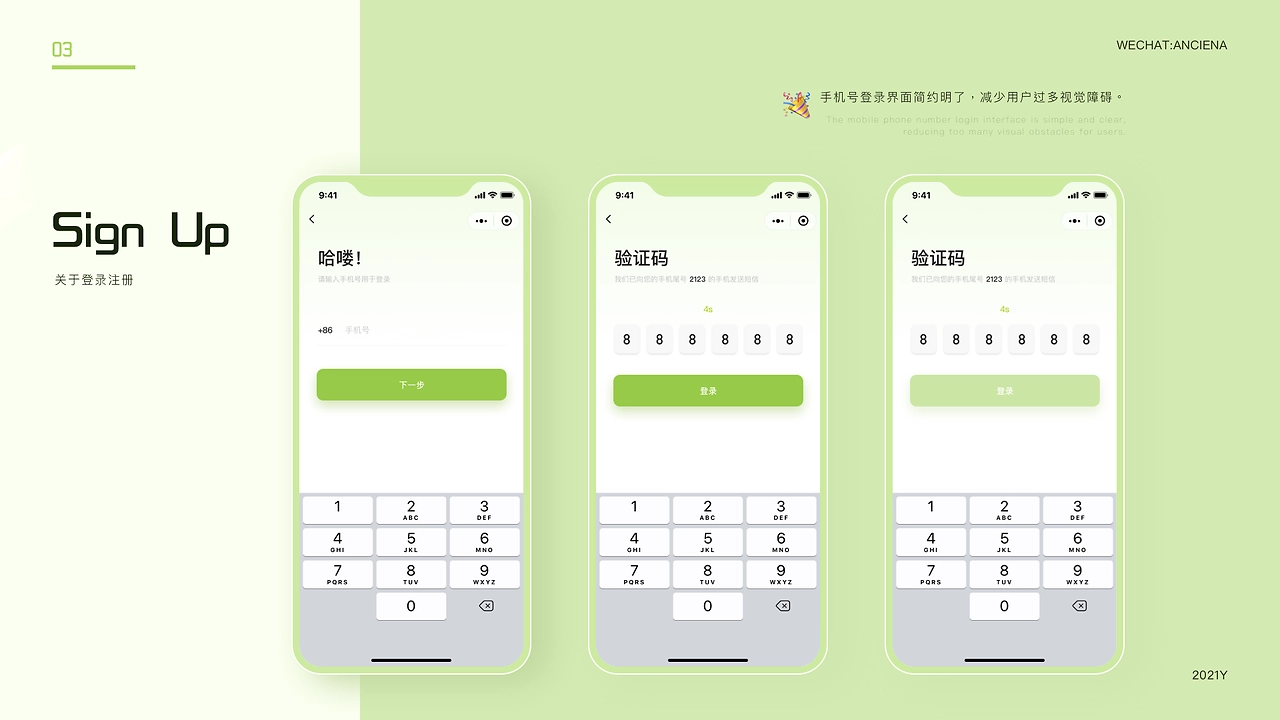 03
WECHAT:ANCIENA
手机号登录界面简约明了，减少用户过多视觉障碍。
The mobile phone number login interface is simple and clear,
reducing too many visual obstacles for users.
Sign Up
关于登录注册
9:41
哈喽！
请输入手机号用于登录
+86 手机号
下一步
1
2 ABC
3 DEF
4 GHI
5 JKL
6 MNO
7 PQRS
8 TUV
9 WXYZ
0
9:41
验证码
我们已向您的手机尾号 2123 的手机发送短信
4s
8 8 8 8 8 8
登录
1
2 ABC
3 DEF
4 GHI
5 JKL
6 MNO
7 PQRS
8 TUV
9 WXYZ
0
9:41
验证码
我们已向您的手机尾号 2123 的手机发送短信
4s
8 8 8 8 8 8
登录
1
2 ABC
3 DEF
4 GHI
5 JKL
6 MNO
7 PQRS
8 TUV
9 WXYZ
0
2021Y